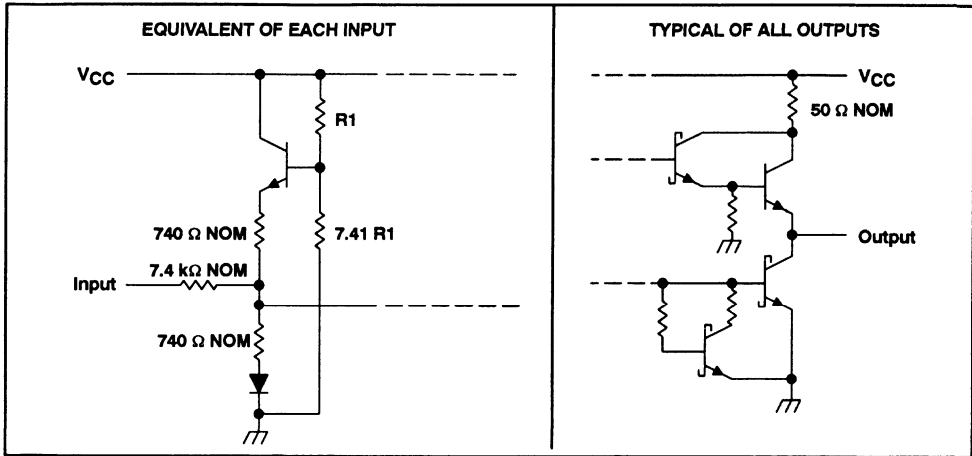 EQUIVALENT OF EACH INPUT
VCC
R1
740 Ω NOM
7.41 R1
7.4 kΩ NOM
Input
740 Ω NOM
TYPICAL OF ALL OUTPUTS
VCC
50 Ω NOM
Output